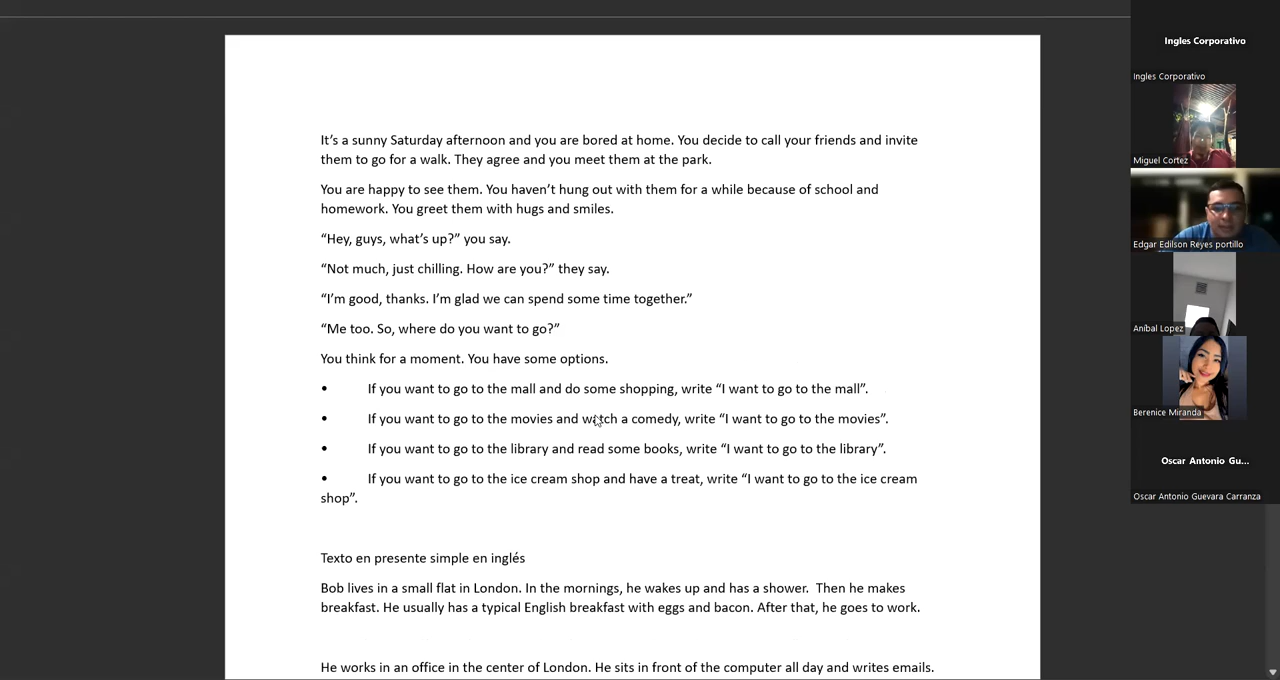 It’s a sunny Saturday afternoon and you are bored at home. You decide to call your friends and invite
them to go for a walk. They agree and you meet them at the park.
You are happy to see them. You haven’t hung out with them for a while because of school and
homework. You greet them with hugs and smiles.
“Hey, guys, what’s up?” you say.
“Not much, just chilling. How are you?” they say.
“I’m good, thanks. I’m glad we can spend some time together.”
“Me too. So, where do you want to go?”
You think for a moment. You have some options.
• If you want to go to the mall and do some shopping, write “I want to go to the mall”.
• If you want to go to the movies and watch a comedy, write “I want to go to the movies”.
• If you want to go to the library and read some books, write “I want to go to the library”.
• If you want to go to the ice cream shop and have a treat, write “I want to go to the ice cream
shop”.
Texto en presente simple en inglés
Bob lives in a small flat in London. In the mornings, he wakes up and has a shower.  Then he makes
breakfast. He usually has a typical English breakfast with eggs and bacon. After that, he goes to work.
He works in an office in the center of London. He sits in front of the computer all day and writes emails.
Ingles Corporativo
Ingles Corporativo
Miguel Cortez
Edgar Edilson Reyes portillo
Aníbal Lopez
Berenice Miranda
Oscar Antonio Gu...
Oscar Antonio Guevara Carranza